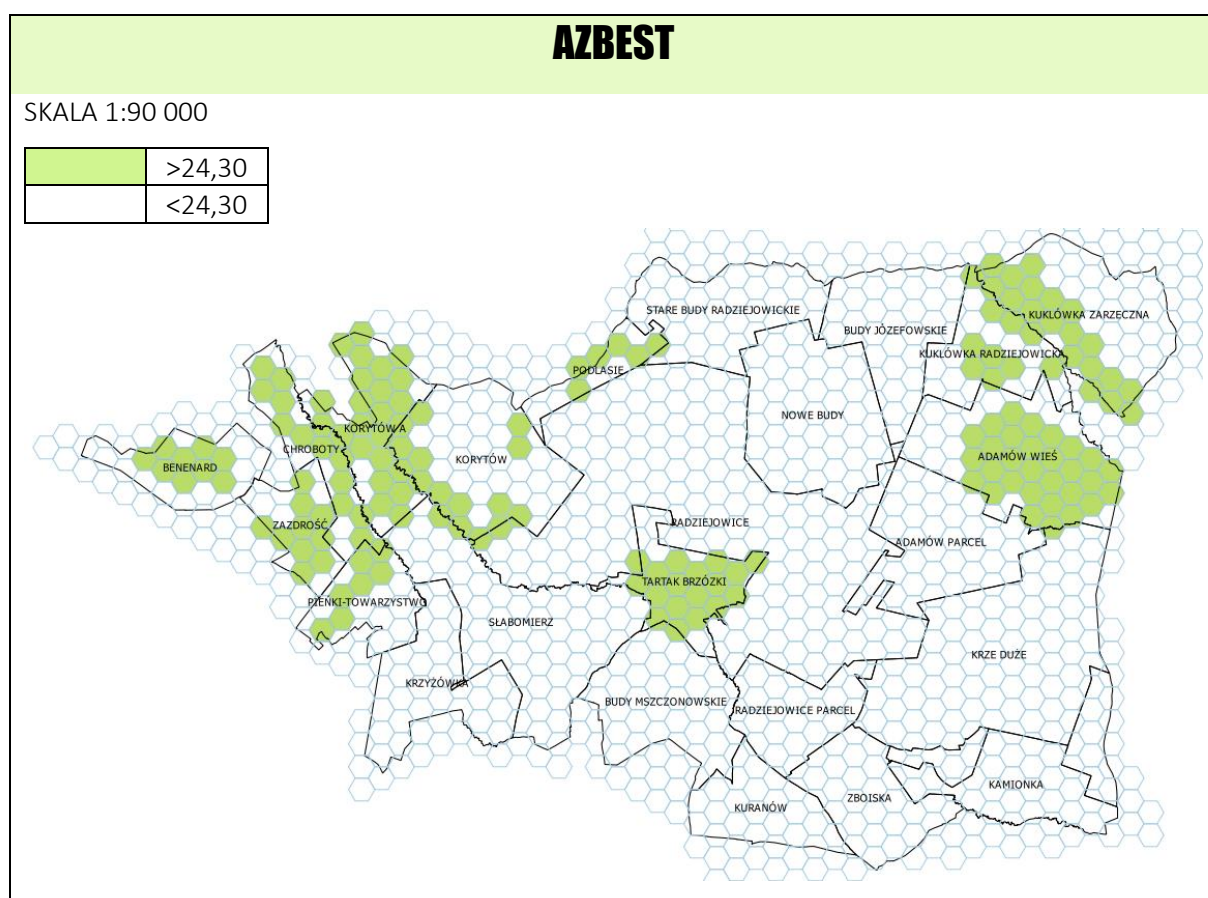 AZBEST
SKALA 1:90 000
>24,30
<24,30
STARE BUDY RADZIEJOWICKIE
KUKLÓWKA ZARZECZNA
BUDY JÓZEFOWSKIE
KUKLÓWKA RADZIEJOWICKA
PODLASIE
NOWE BUDY
KORYTÓW A
CHROBOTY
KORYTÓW
ADAMÓW WIEŚ
BENENARD
ZAZDROŚĆ
RADZIEJOWICE
ADAMÓW PARCEL
TARTAK BRZÓZKI
PIEŃKI-TOWARZYSTWO
SŁABOMIERZ
KRZE DUŻE
KRZYŻÓWKA
BUDY MSZCZONOWSKIE
RADZIEJOWICE PARCEL
KAMIONKA
ZBOISKA
KURANÓW